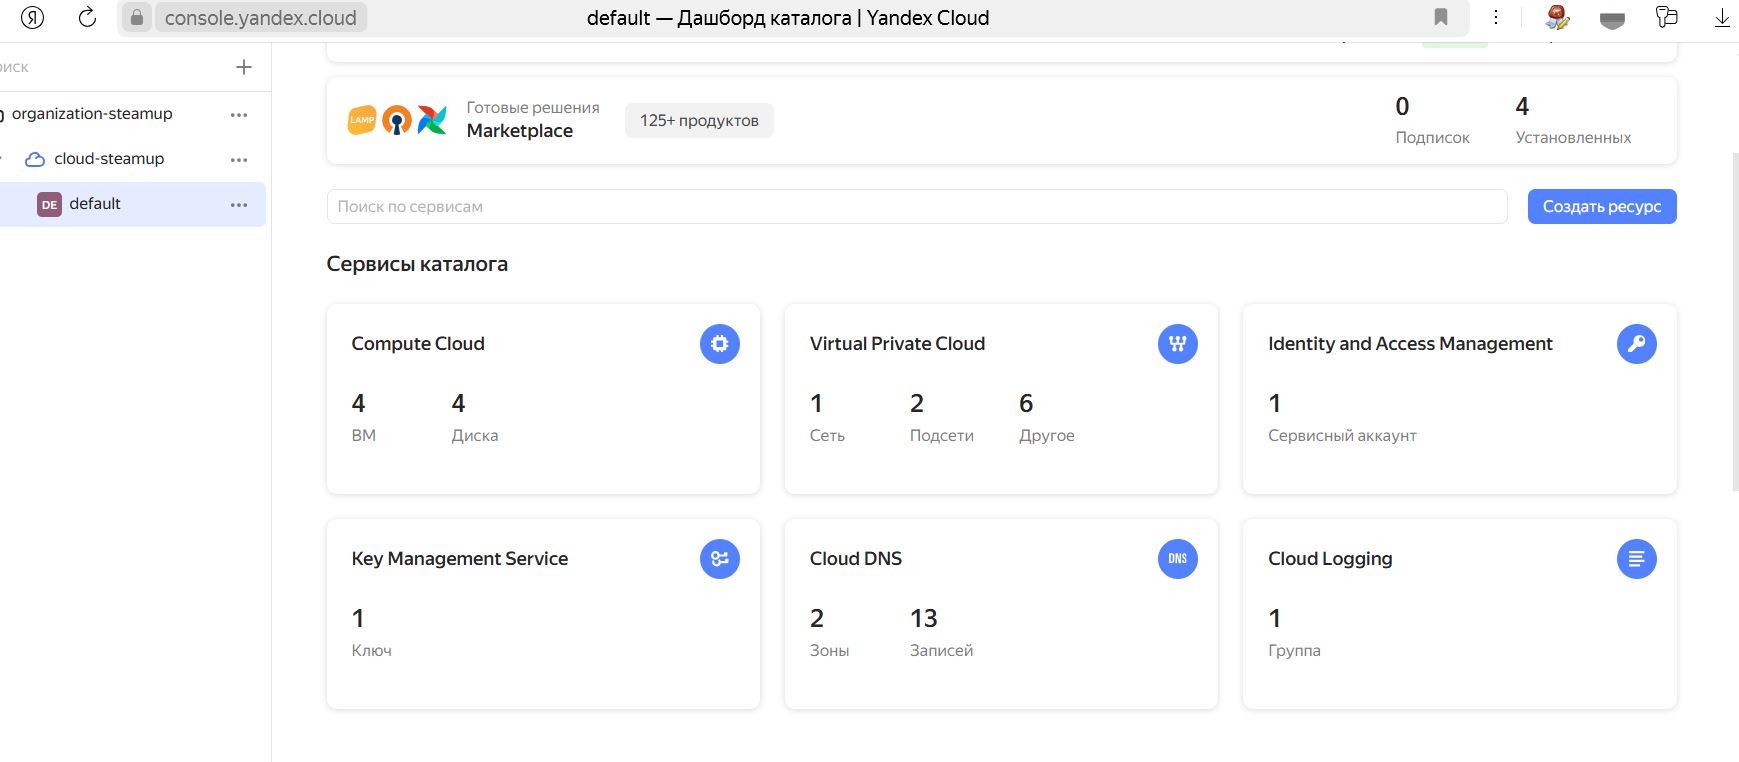 Я
console.yandex.cloud
default — Дашборд каталога | Yandex Cloud
organization-steamup
cloud-steamup
DE default
LAMP
Готовые решения
Marketplace
125+ продуктов
0
Подписок
4
Установленных
Поиск по сервисам
Создать ресурс
Сервисы каталога
Compute Cloud
4
ВМ
4
Диска
Virtual Private Cloud
1
Сеть
2
Подсети
6
Другое
Identity and Access Management
1
Сервисный аккаунт
Key Management Service
1
Ключ
Cloud DNS
DNS
2
Зоны
13
Записей
Cloud Logging
1
Группа